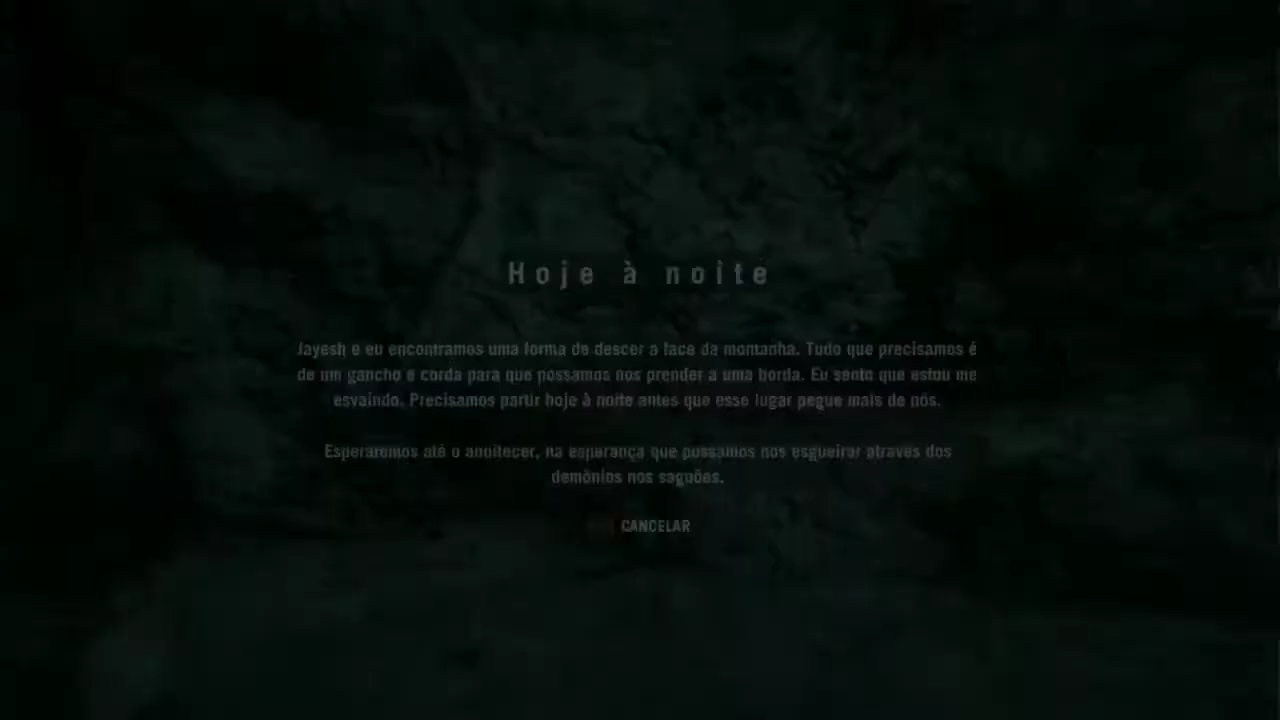 Hoje à noite
Jayesh e eu encontramos uma forma de descer a face da montanha. Tudo que precisamos é
de um gancho e corda para que possamos nos prender a uma borda. Eu sento que estou me
esvaindo. Precisamos partir hoje à noite antes que esse lugar pegue mais de nós.
Esperaremos até o anoitecer, na esperança que possamos nos esgueirar através dos
demônios nos saguões.
CANCELAR